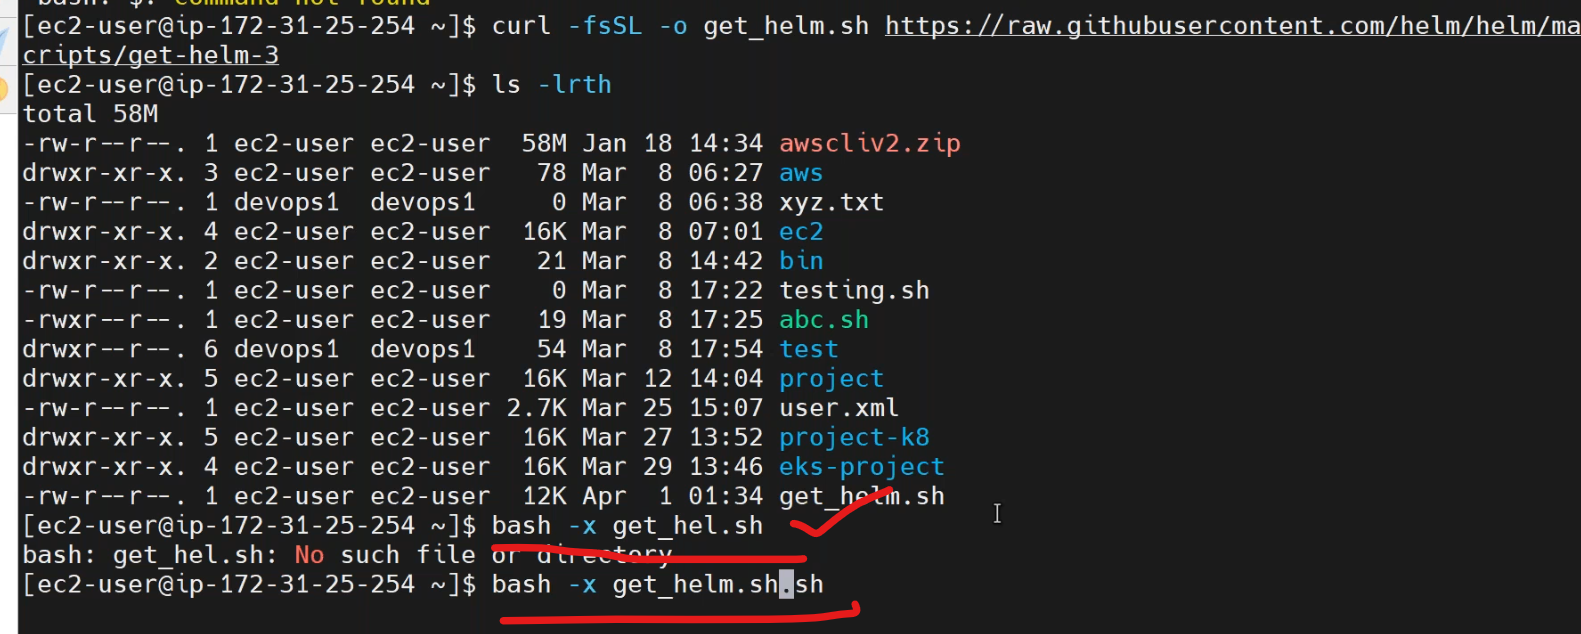 bash: $: command not found
[ec2-user@ip-172-31-25-254 ~]$ curl -fsSL -o get_helm.sh https://raw.githubusercontent.com/helm/helm/ma
cripts/get-helm-3
[ec2-user@ip-172-31-25-254 ~]$ ls -lrth
total 58M
-rw-r--r--. 1 ec2-user ec2-user  58M Jan 18 14:34 awscliv2.zip
drwxr-xr-x. 3 ec2-user ec2-user   78 Mar  8 06:27 aws
-rw-r--r--. 1 devops1  devops1     0 Mar  8 06:38 xyz.txt
drwxr-xr-x. 4 ec2-user ec2-user  16K Mar  8 07:01 ec2
drwxr-xr-x. 2 ec2-user ec2-user   21 Mar  8 14:42 bin
-rw-r--r--. 1 ec2-user ec2-user    0 Mar  8 17:22 testing.sh
-rwxr--r--. 1 ec2-user ec2-user   19 Mar  8 17:25 abc.sh
drwxr--r--. 6 devops1  devops1    54 Mar  8 17:54 test
drwxr-xr-x. 5 ec2-user ec2-user  16K Mar 12 14:04 project
-rw-r--r--. 1 ec2-user ec2-user 2.7K Mar 25 15:07 user.xml
drwxr-xr-x. 5 ec2-user ec2-user  16K Mar 27 13:52 project-k8
drwxr-xr-x. 4 ec2-user ec2-user  16K Mar 29 13:46 eks-project
-rw-r--r--. 1 ec2-user ec2-user  12K Apr  1 01:34 get_helm.sh
[ec2-user@ip-172-31-25-254 ~]$ bash -x get_hel.sh
bash: get_hel.sh: No such file or directory
[ec2-user@ip-172-31-25-254 ~]$ bash -x get_helm.sh.sh